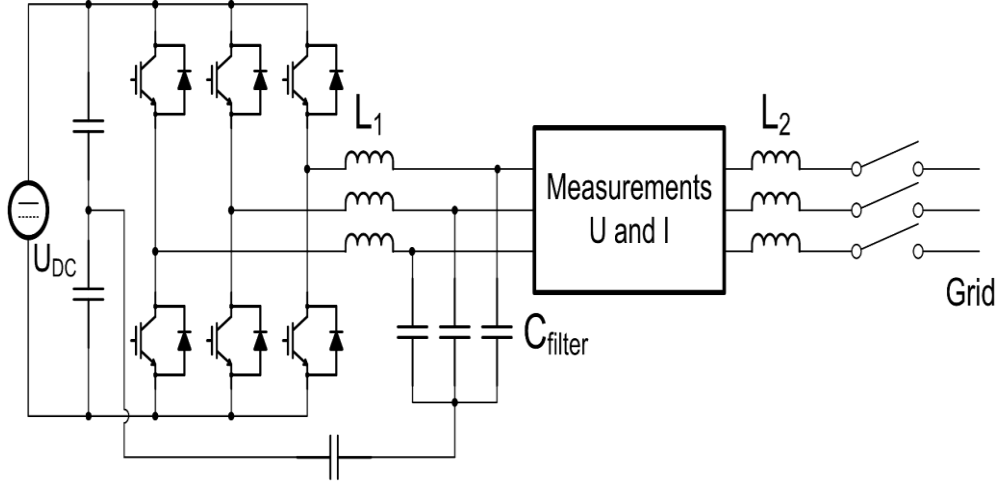 L1
L2
Measurements
U and I
UDC
Grid
Cfilter